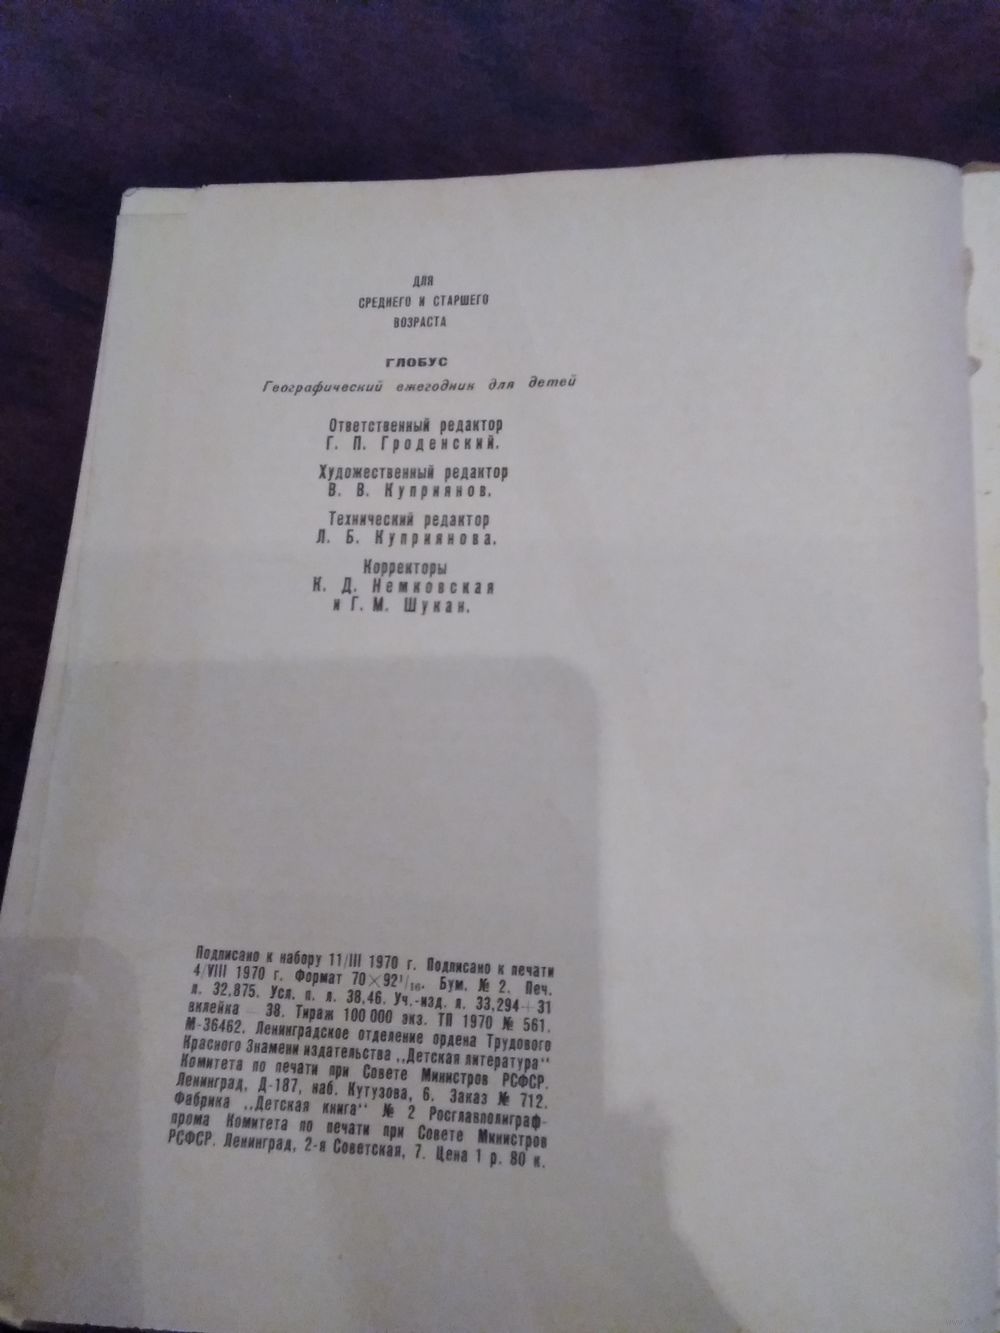 ДЛЯ
СРЕДНЕГО И СТАРШЕГО
ВОЗРАСТА
ГЛОБУС
Географический ежегодник для детей
Ответственный редактор
Г. П. Гроденский.
Художественный редактор
В. В. Куприянов.
Технический редактор
Л. Б. Куприянова.
Корректоры
К. Д. Немковская
и Г. М. Шукан.
Подписано к набору 11/III 1970 г. Подписано к печати
4/VIII 1970 г. Формат 70×92¹/₁₆. Бум. № 2. Печ.
л. 32,875. Усл. п. л. 38,46. Уч.-изд. л. 33,294+31
вклейка — 38. Тираж 100 000 экз. ТП 1970 № 561.
М-36462. Ленинградское отделение ордена Трудового
Красного Знамени издательства „Детская литература“
Комитета по печати при Совете Министров РСФСР.
Ленинград, Д-187, наб. Кутузова, 6. Заказ № 712.
Фабрика „Детская книга“ № 2 Росглавполиграф-
прома Комитета по печати при Совете Министров
РСФСР. Ленинград, 2-я Советская, 7. Цена 1 р. 80 к.